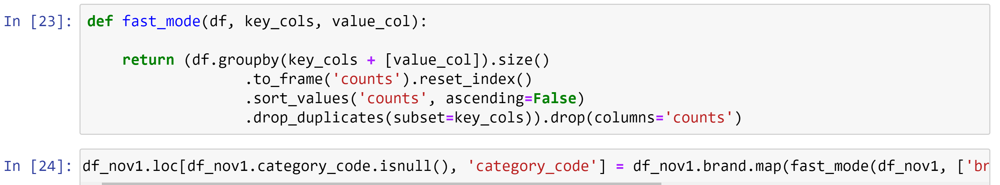 In [23]: def fast_mode(df, key_cols, value_col):
return (df.groupby(key_cols + [value_col]).size()
.to_frame('counts').reset_index()
.sort_values('counts', ascending=False)
.drop_duplicates(subset=key_cols)).drop(columns='counts')
In [24]: df_nov1.loc[df_nov1.category_code.isnull(), 'category_code'] = df_nov1.brand.map(fast_mode(df_nov1, ['br